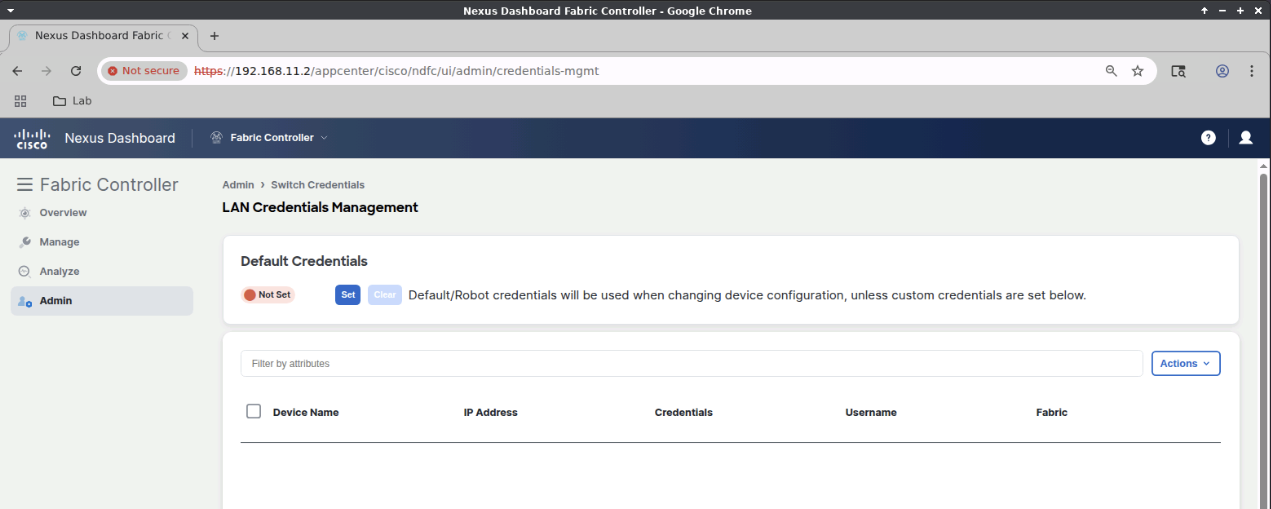 Nexus Dashboard Fabric Controller - Google Chrome
Nexus Dashboard Fabric
Not secure https://192.168.11.2/appcenter/cisco/ndfc/ui/admin/credentials-mgmt
Lab
CISCO Nexus Dashboard Fabric Controller ?
Fabric Controller
Overview
Manage
Analyze
Admin
Admin > Switch Credentials
LAN Credentials Management
Default Credentials
Not Set Set Clear Default/Robot credentials will be used when changing device configuration, unless custom credentials are set below.
Filter by attributes Actions
Device Name IP Address Credentials Username Fabric